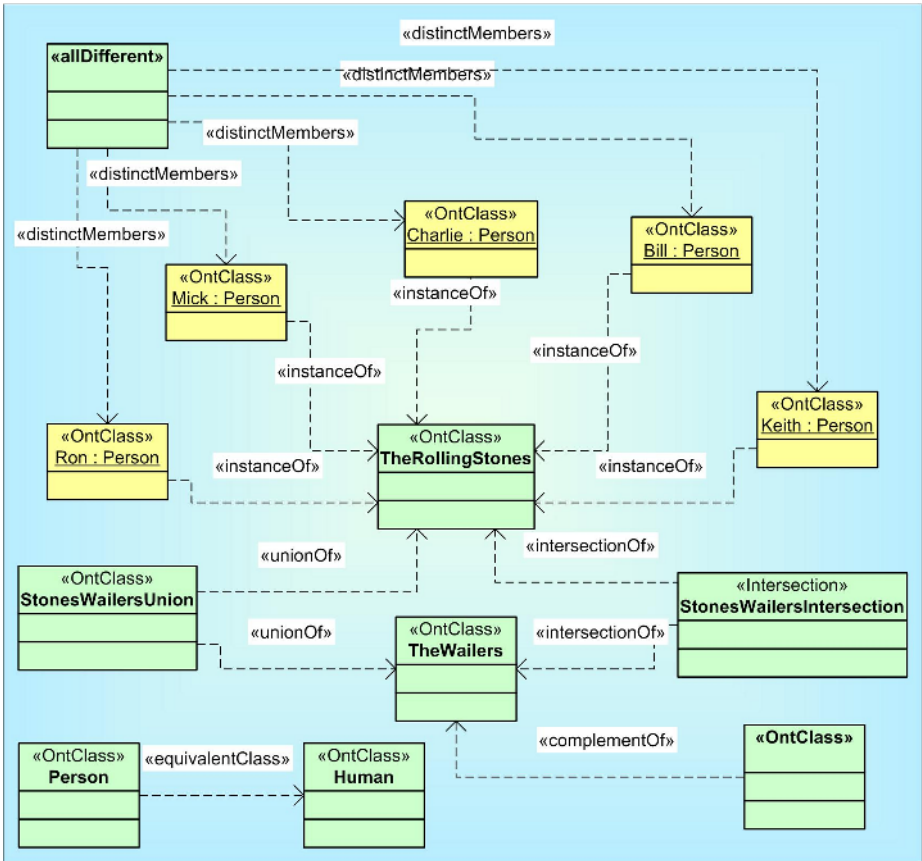 «distinctMembers»
«allDifferent»
«distinctMembers»
«distinctMembers»
«distinctMembers»
«distinctMembers»
«OntClass»
Charlie : Person
«OntClass»
Bill : Person
«OntClass»
Mick : Person
«instanceOf»
«instanceOf»
«instanceOf»
«OntClass»
Keith : Person
«OntClass»
Ron : Person
«OntClass»
TheRollingStones
«instanceOf»
«instanceOf»
«unionOf»
«intersectionOf»
«OntClass»
StonesWailersUnion
«Intersection»
StonesWailersIntersection
«unionOf»
«OntClass»
TheWailers
«intersectionOf»
«complementOf»
«OntClass»
«OntClass»
Person
«equivalentClass»
«OntClass»
Human